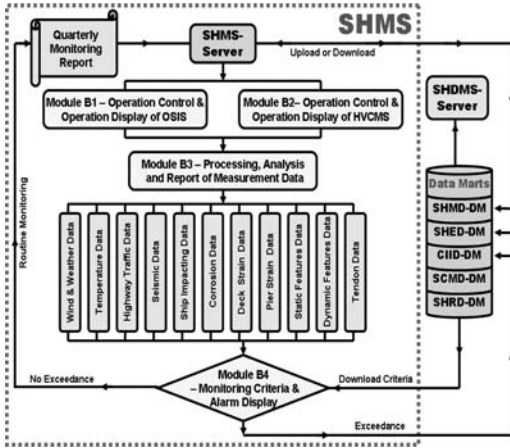 SHMS
Quarterly
Monitoring
Report
SHMS-
Server
Upload or Download
Module B1 – Operation Control &
Operation Display of OSIS
Module B2– Operation Control &
Operation Display of HVCMS
SHDMS-
Server
Module B3 – Processing, Analysis
and Report of Measurement Data
Data Marts
SHMD-DM
SHED-DM
CIID-DM
SCMD-DM
SHRD-DM
Routine Monitoring
Wind & Weather Data
Temperature Data
Highway Traffic Data
Seismic Data
Ship Impacting Data
Corrosion Data
Deck Strain Data
Pier Strain Data
Static Features Data
Dynamic Features Data
Tendon Data
Module B4
– Monitoring Criteria &
Alarm Display
No Exceedance
Download Criteria
Exceedance